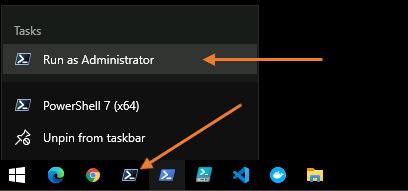 Tasks
Run as Administrator
PowerShell 7 (x64)
Unpin from taskbar